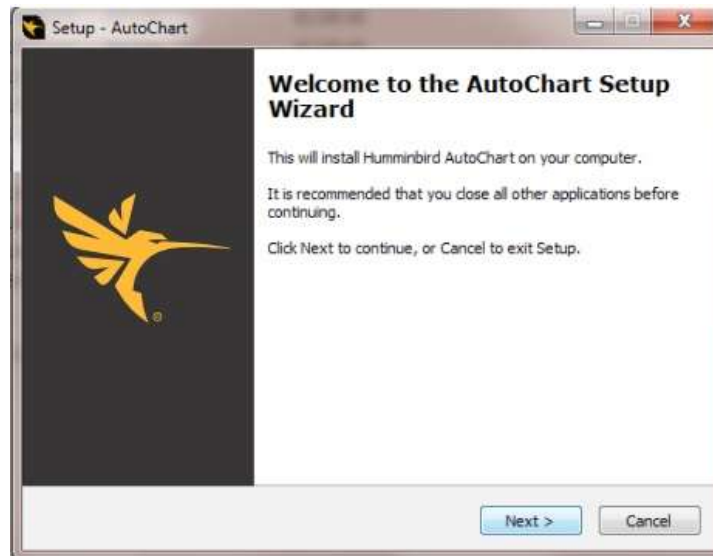 Setup - AutoChart
Welcome to the AutoChart Setup
Wizard
This will install Humminbird AutoChart on your computer.
It is recommended that you close all other applications before
continuing.
Click Next to continue, or Cancel to exit Setup.
®
Next >
Cancel